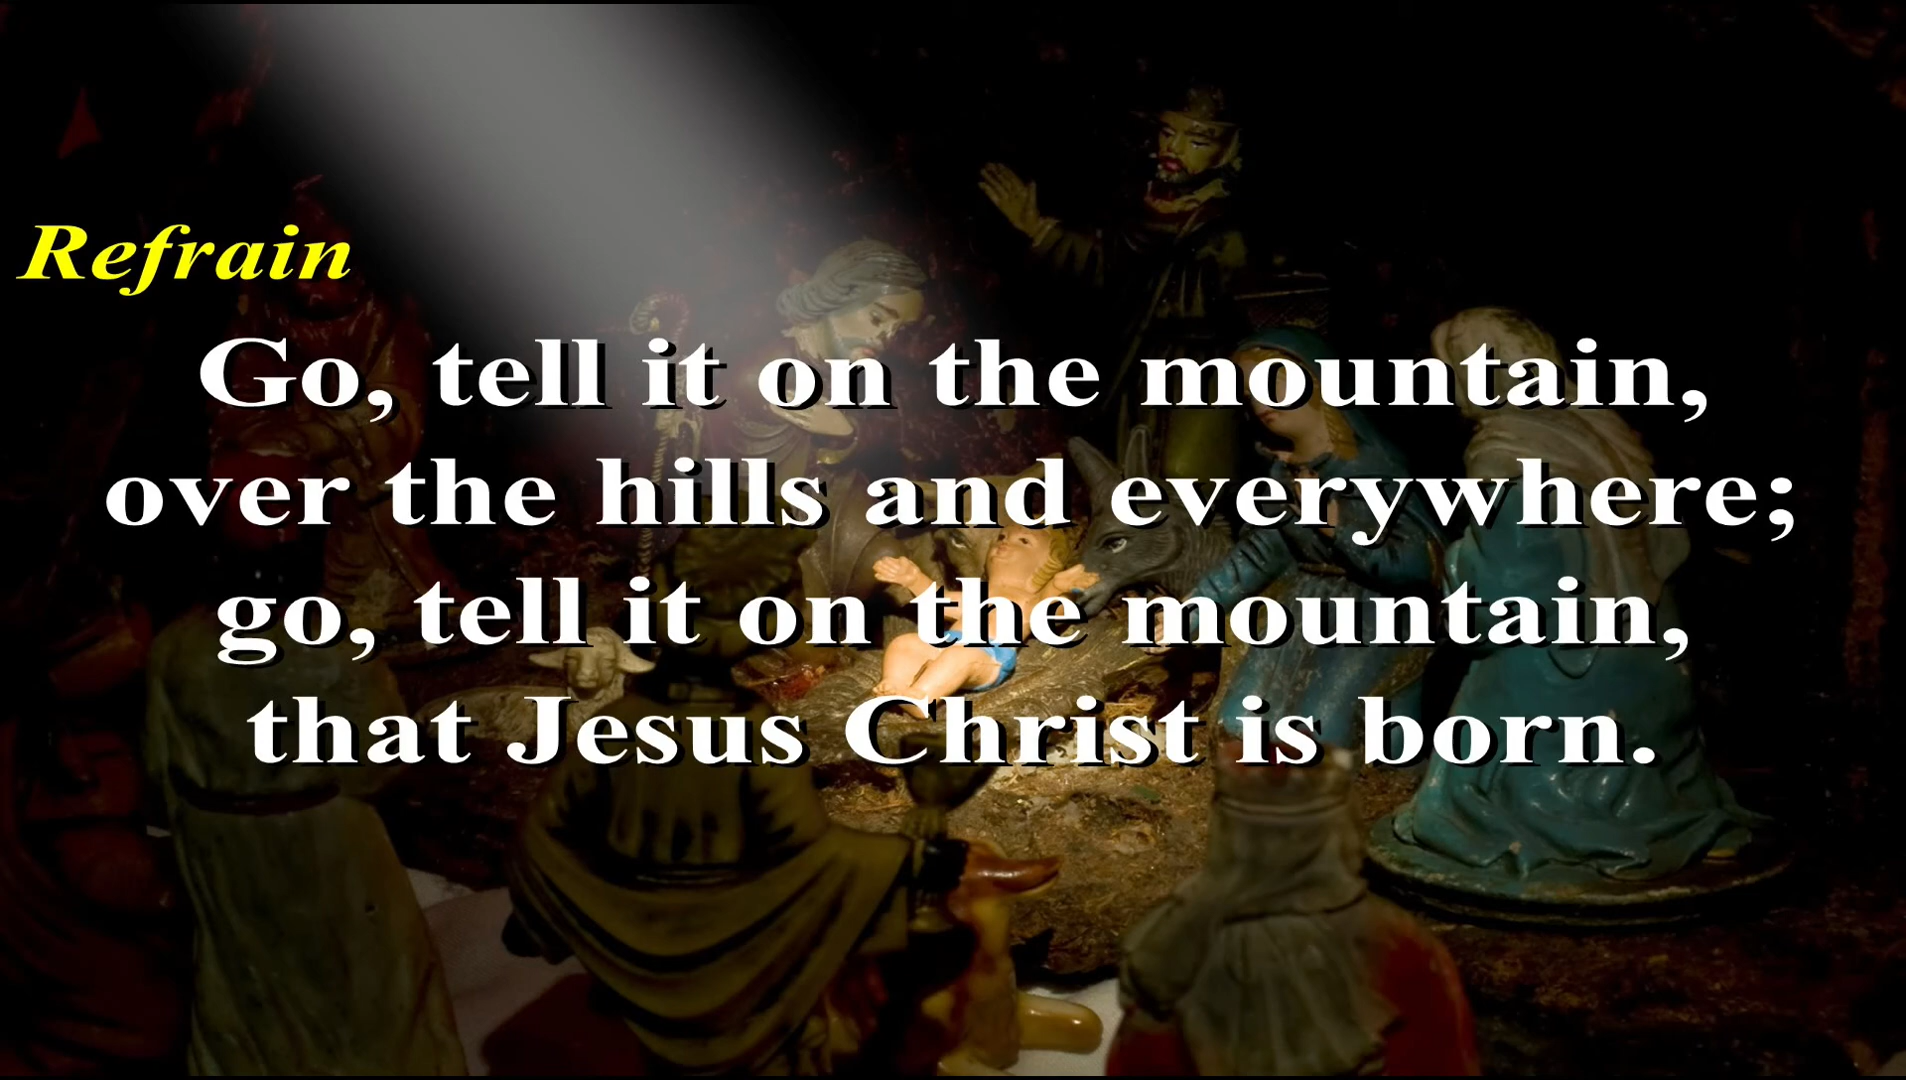 Refrain
Go, tell it on the mountain,
over the hills and everywhere;
go, tell it on the mountain,
that Jesus Christ is born.